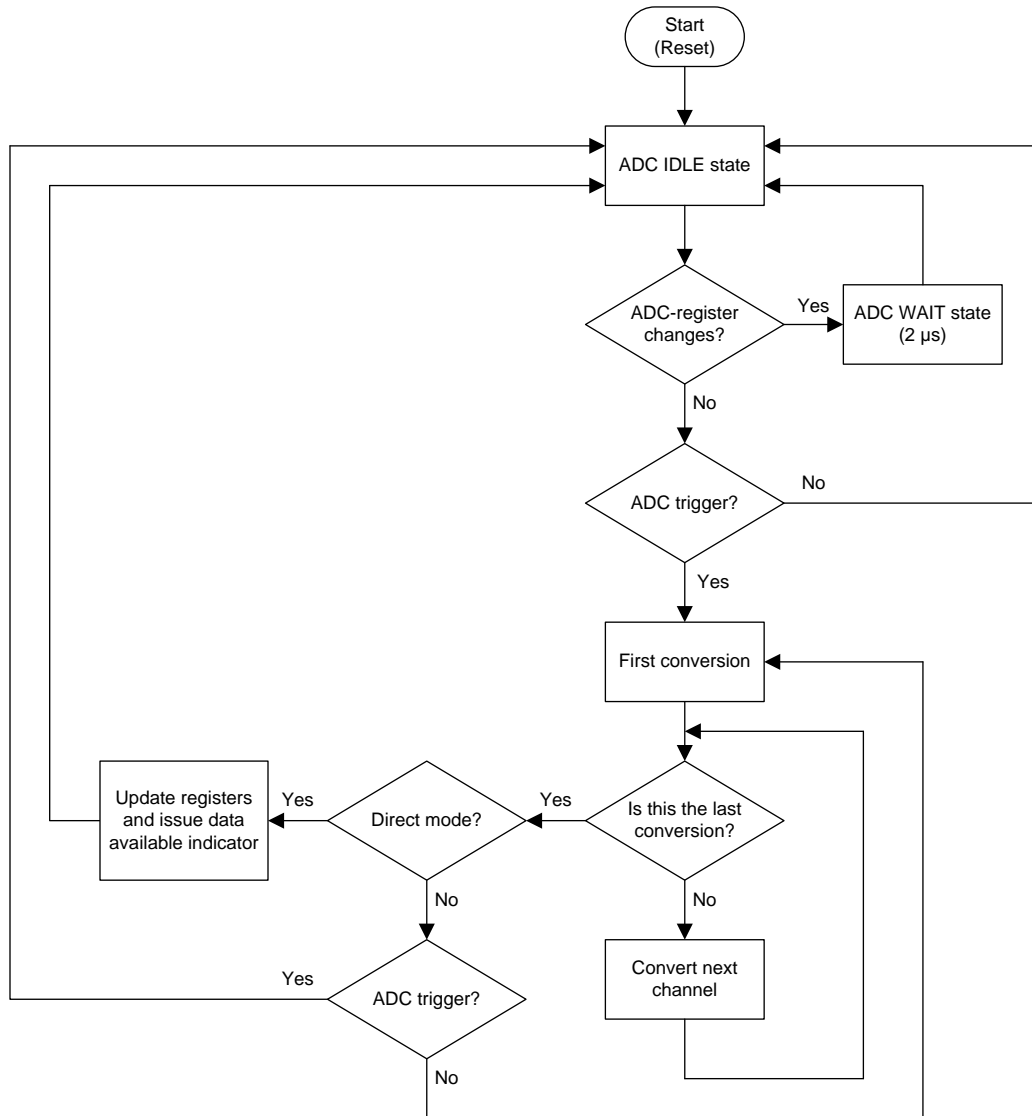 Start
(Reset)
ADC IDLE state
ADC-register
changes?
Yes
ADC WAIT state
(2 µs)
No
ADC trigger?
No
Yes
First conversion
Update registers
and issue data
available indicator
Yes
Direct mode?
Yes
Is this the last
conversion?
No
No
Convert next
channel
Yes
ADC trigger?
No